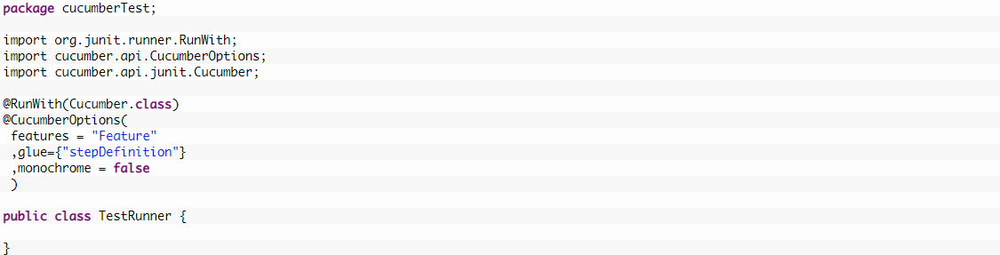 package cucumberTest;
import org.junit.runner.RunWith;
import cucumber.api.CucumberOptions;
import cucumber.api.junit.Cucumber;
@RunWith(Cucumber.class)
@CucumberOptions(
features = "Feature"
,glue={"stepDefinition"}
,monochrome = false
)
public class TestRunner {
}